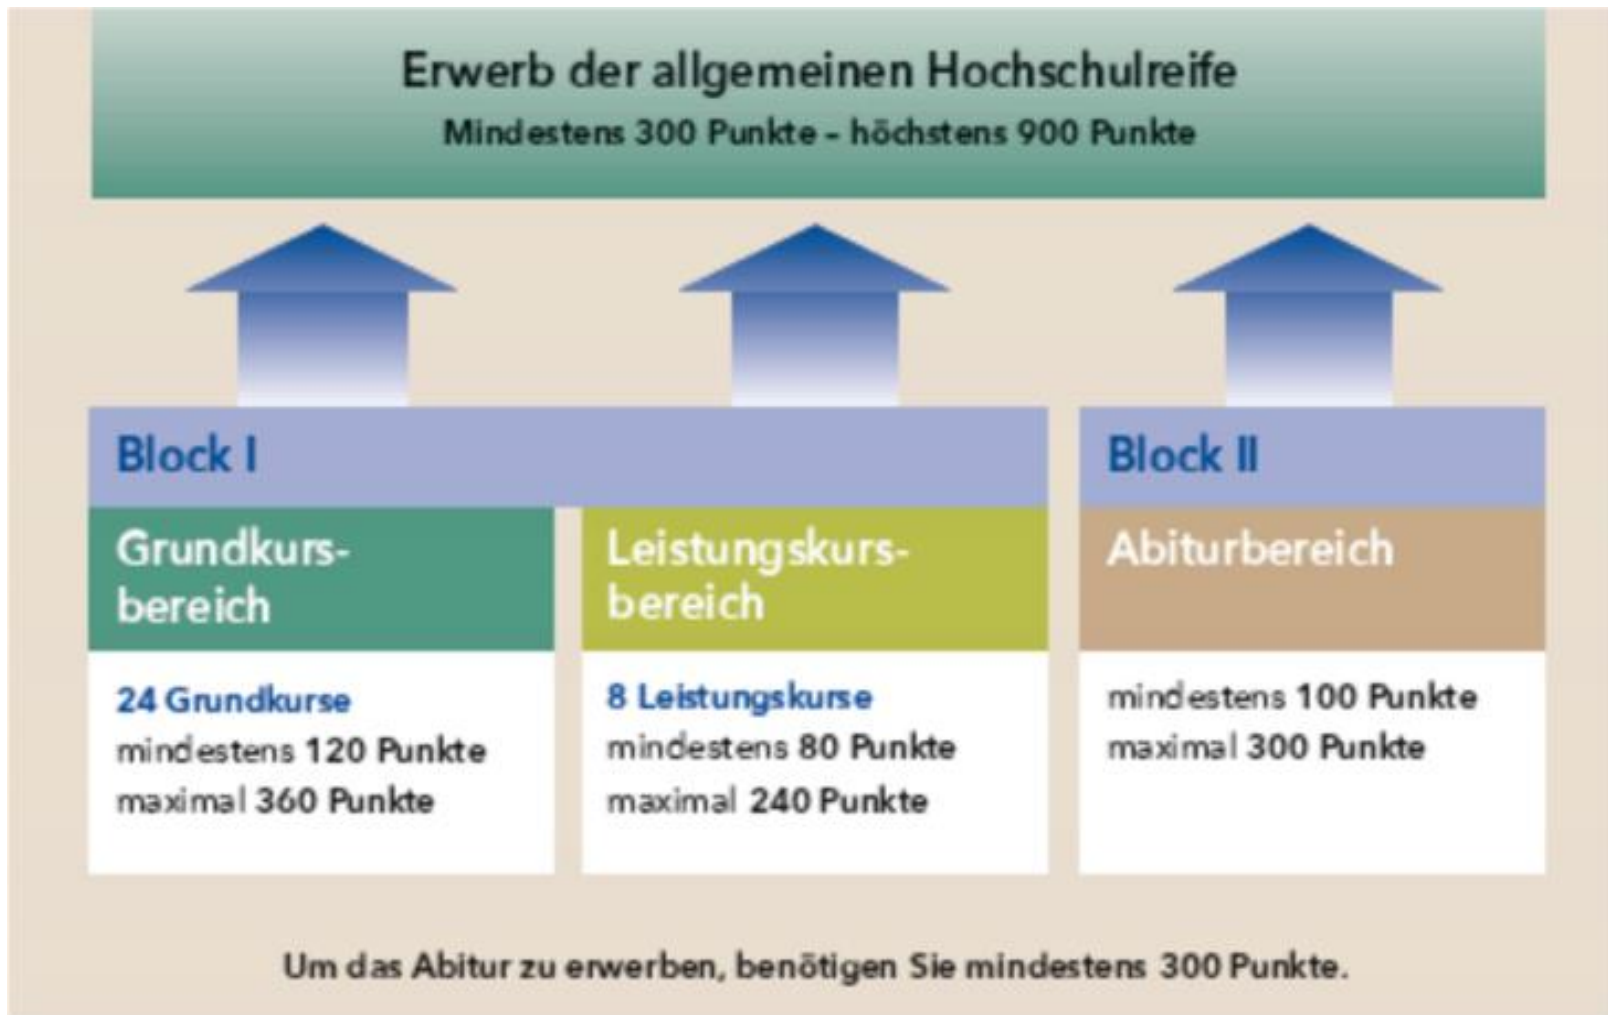 Erwerb der allgemeinen Hochschulreife
Mindestens 300 Punkte – höchstens 900 Punkte
Block I
Grundkurs-
bereich
24 Grundkurse
mindestens 120 Punkte
maximal 360 Punkte
Leistungskurs-
bereich
8 Leistungskurse
mindestens 80 Punkte
maximal 240 Punkte
Block II
Abiturbereich
mindestens 100 Punkte
maximal 300 Punkte
Um das Abitur zu erwerben, benötigen Sie mindestens 300 Punkte.